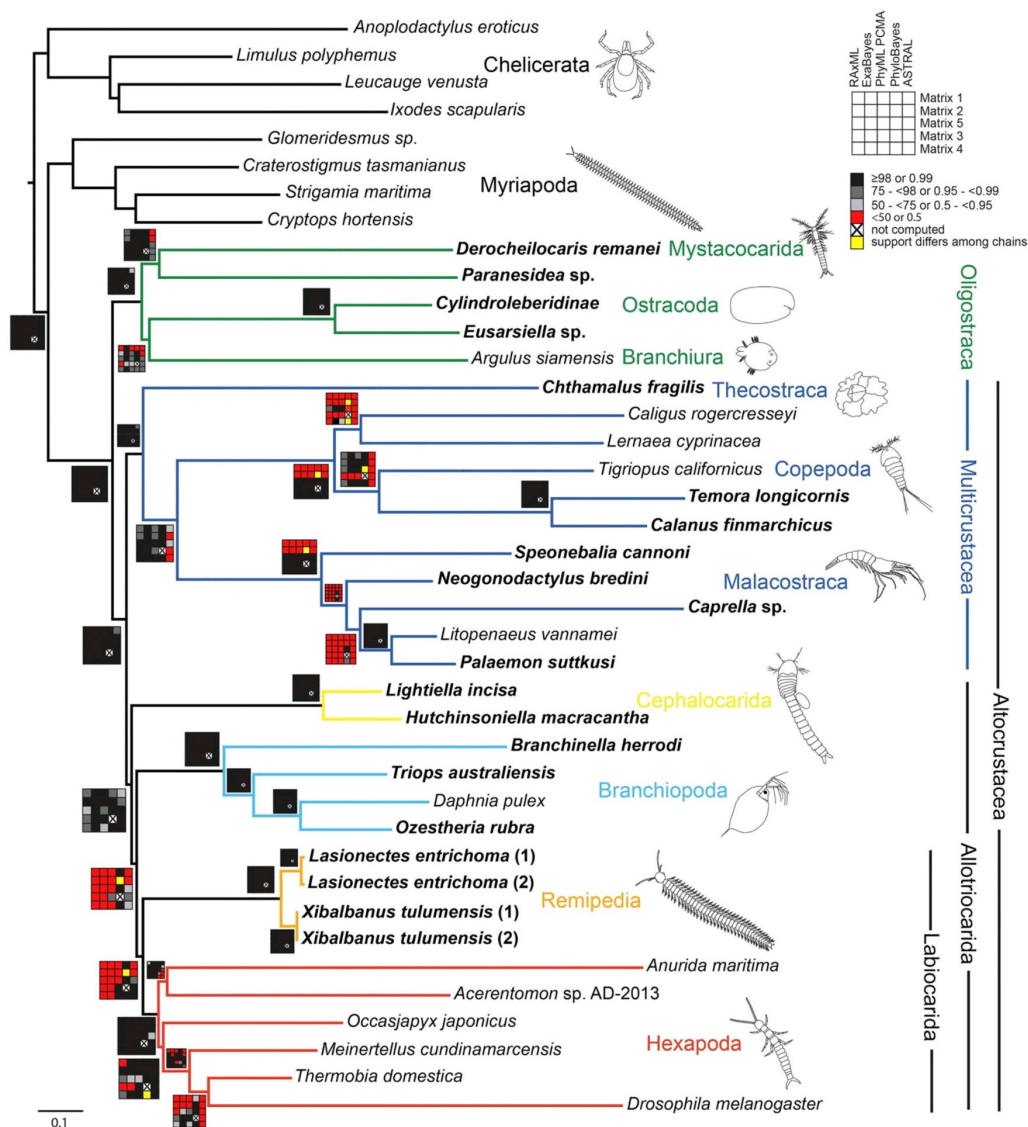 Anoplodactylus eroticus
Limulus polyphemus
Chelicerata
Leucauge venusta
Ixodes scapularis
RAxML
ExaBayes
PhyML PCMA
PhyloBayes
ASTRAL
Matrix 1
Matrix 2
Matrix 5
Matrix 3
Matrix 4
≥98 or 0.99
75 - <98 or 0.95 - <0.99
50 - <75 or 0.5 - <0.95
<50 or 0.5
not computed
support differs among chains
Glomeridesmus sp.
Craterostigmus tasmanianus
Myriapoda
Strigamia maritima
Cryptops hortensis
Derocheilocaris remanei Mystacocarida
Paranesidea sp.
Cylindroleberidinae Ostracoda
Eusarsiella sp.
Argulus siamensis Branchiura
Oligostraca
Chthamalus fragilis Thecostraca
Caligus rogercresseyi
Lernaea cyprinacea
Tigriopus californicus Copepoda
Temora longicornis
Calanus finmarchicus
Speonebalia cannoni
Neogonodactylus bredini Malacostraca
Caprella sp.
Litopenaeus vannamei
Palaemon suttkusi
Multicrustacea
Lightiella incisa
Cephalocarida
Hutchinsoniella macracantha
Branchinella herrodi
Triops australiensis
Branchiopoda
Daphnia pulex
Ozestheria rubra
Altocrustacea
Lasionectes entrichoma (1)
Lasionectes entrichoma (2)
Remipedia
Xibalbanus tulumensis (1)
Xibalbanus tulumensis (2)
Allotriocarida
Labiocarida
Anurida maritima
Acerentomon sp. AD-2013
Occasjapyx japonicus
Hexapoda
Meinertellus cundinamarcensis
Thermobia domestica
Drosophila melanogaster
0.1